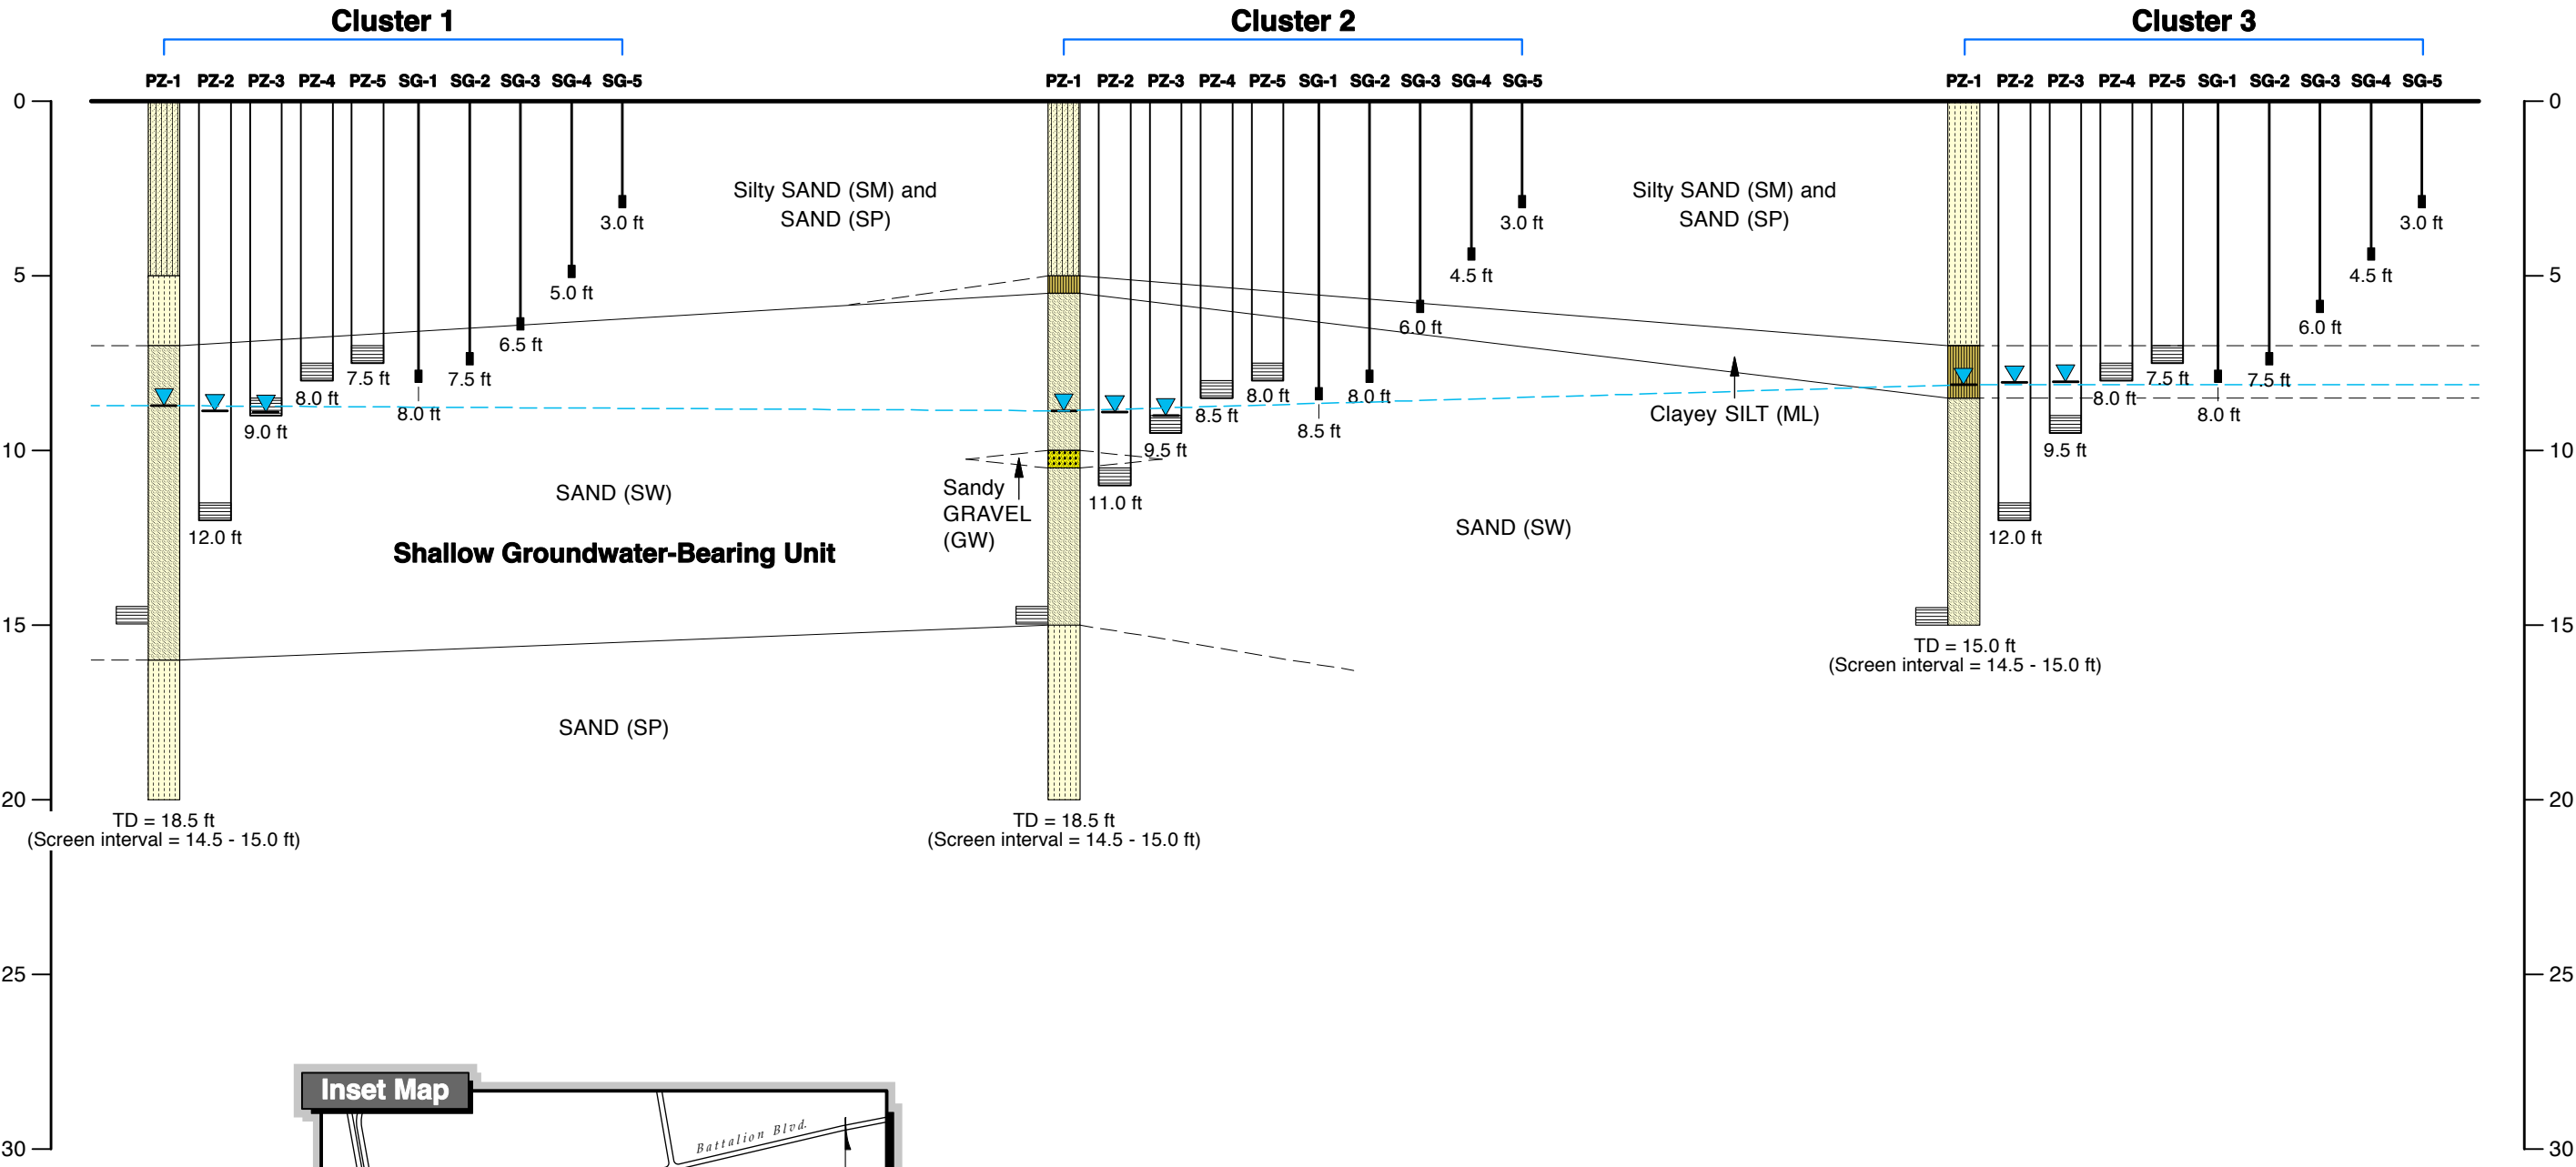 Cluster 1
Cluster 2
Cluster 3
PZ-1 PZ-2 PZ-3 PZ-4 PZ-5 SG-1 SG-2 SG-3 SG-4 SG-5
PZ-1 PZ-2 PZ-3 PZ-4 PZ-5 SG-1 SG-2 SG-3 SG-4 SG-5
PZ-1 PZ-2 PZ-3 PZ-4 PZ-5 SG-1 SG-2 SG-3 SG-4 SG-5
0
5
10
15
20
25
30
12.0 ft
9.0 ft
8.0 ft
7.5 ft
8.0 ft
7.5 ft
6.5 ft
5.0 ft
3.0 ft
TD = 18.5 ft
(Screen interval = 14.5 - 15.0 ft)
Silty SAND (SM) and
SAND (SP)
SAND (SW)
Shallow Groundwater-Bearing Unit
SAND (SP)
Sandy
GRAVEL
(GW)
11.0 ft
9.5 ft
8.5 ft
8.0 ft
8.5 ft
8.0 ft
6.0 ft
4.5 ft
3.0 ft
TD = 18.5 ft
(Screen interval = 14.5 - 15.0 ft)
Silty SAND (SM) and
SAND (SP)
Clayey SILT (ML)
SAND (SW)
12.0 ft
9.5 ft
8.0 ft
7.5 ft
8.0 ft
7.5 ft
6.0 ft
4.5 ft
3.0 ft
TD = 15.0 ft
(Screen interval = 14.5 - 15.0 ft)
0
5
10
15
20
25
30
Inset Map
Battalion Blvd.